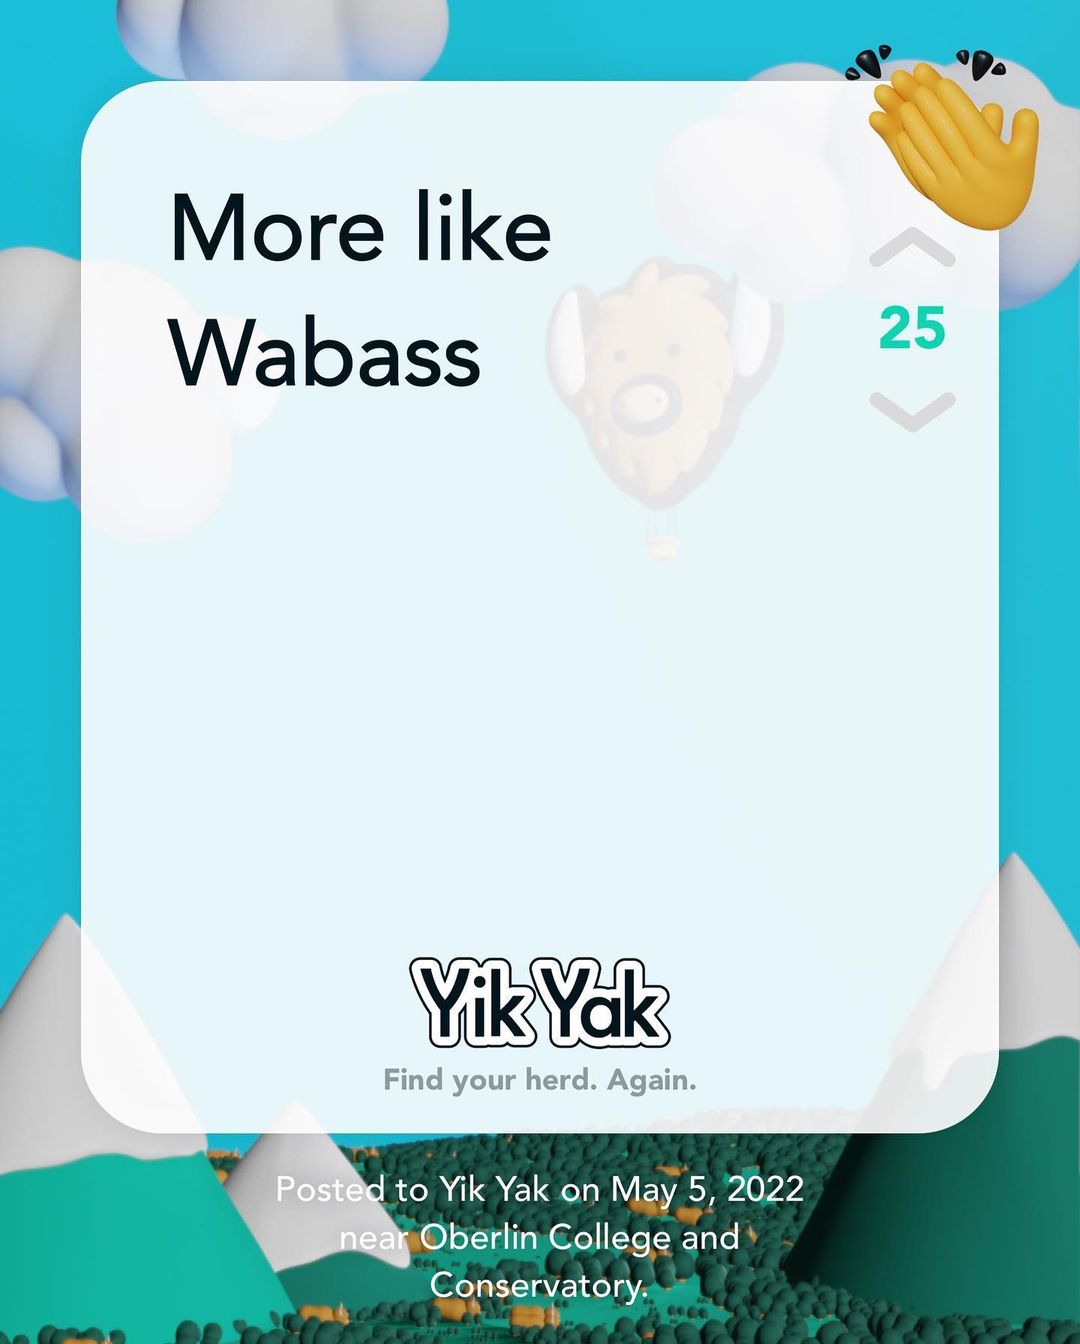 More like
25
Wabass
Yik Yak
Find your herd. Again.
Posted to Yik Yak on May 5, 2022
near Oberlin College and
Conservatory.